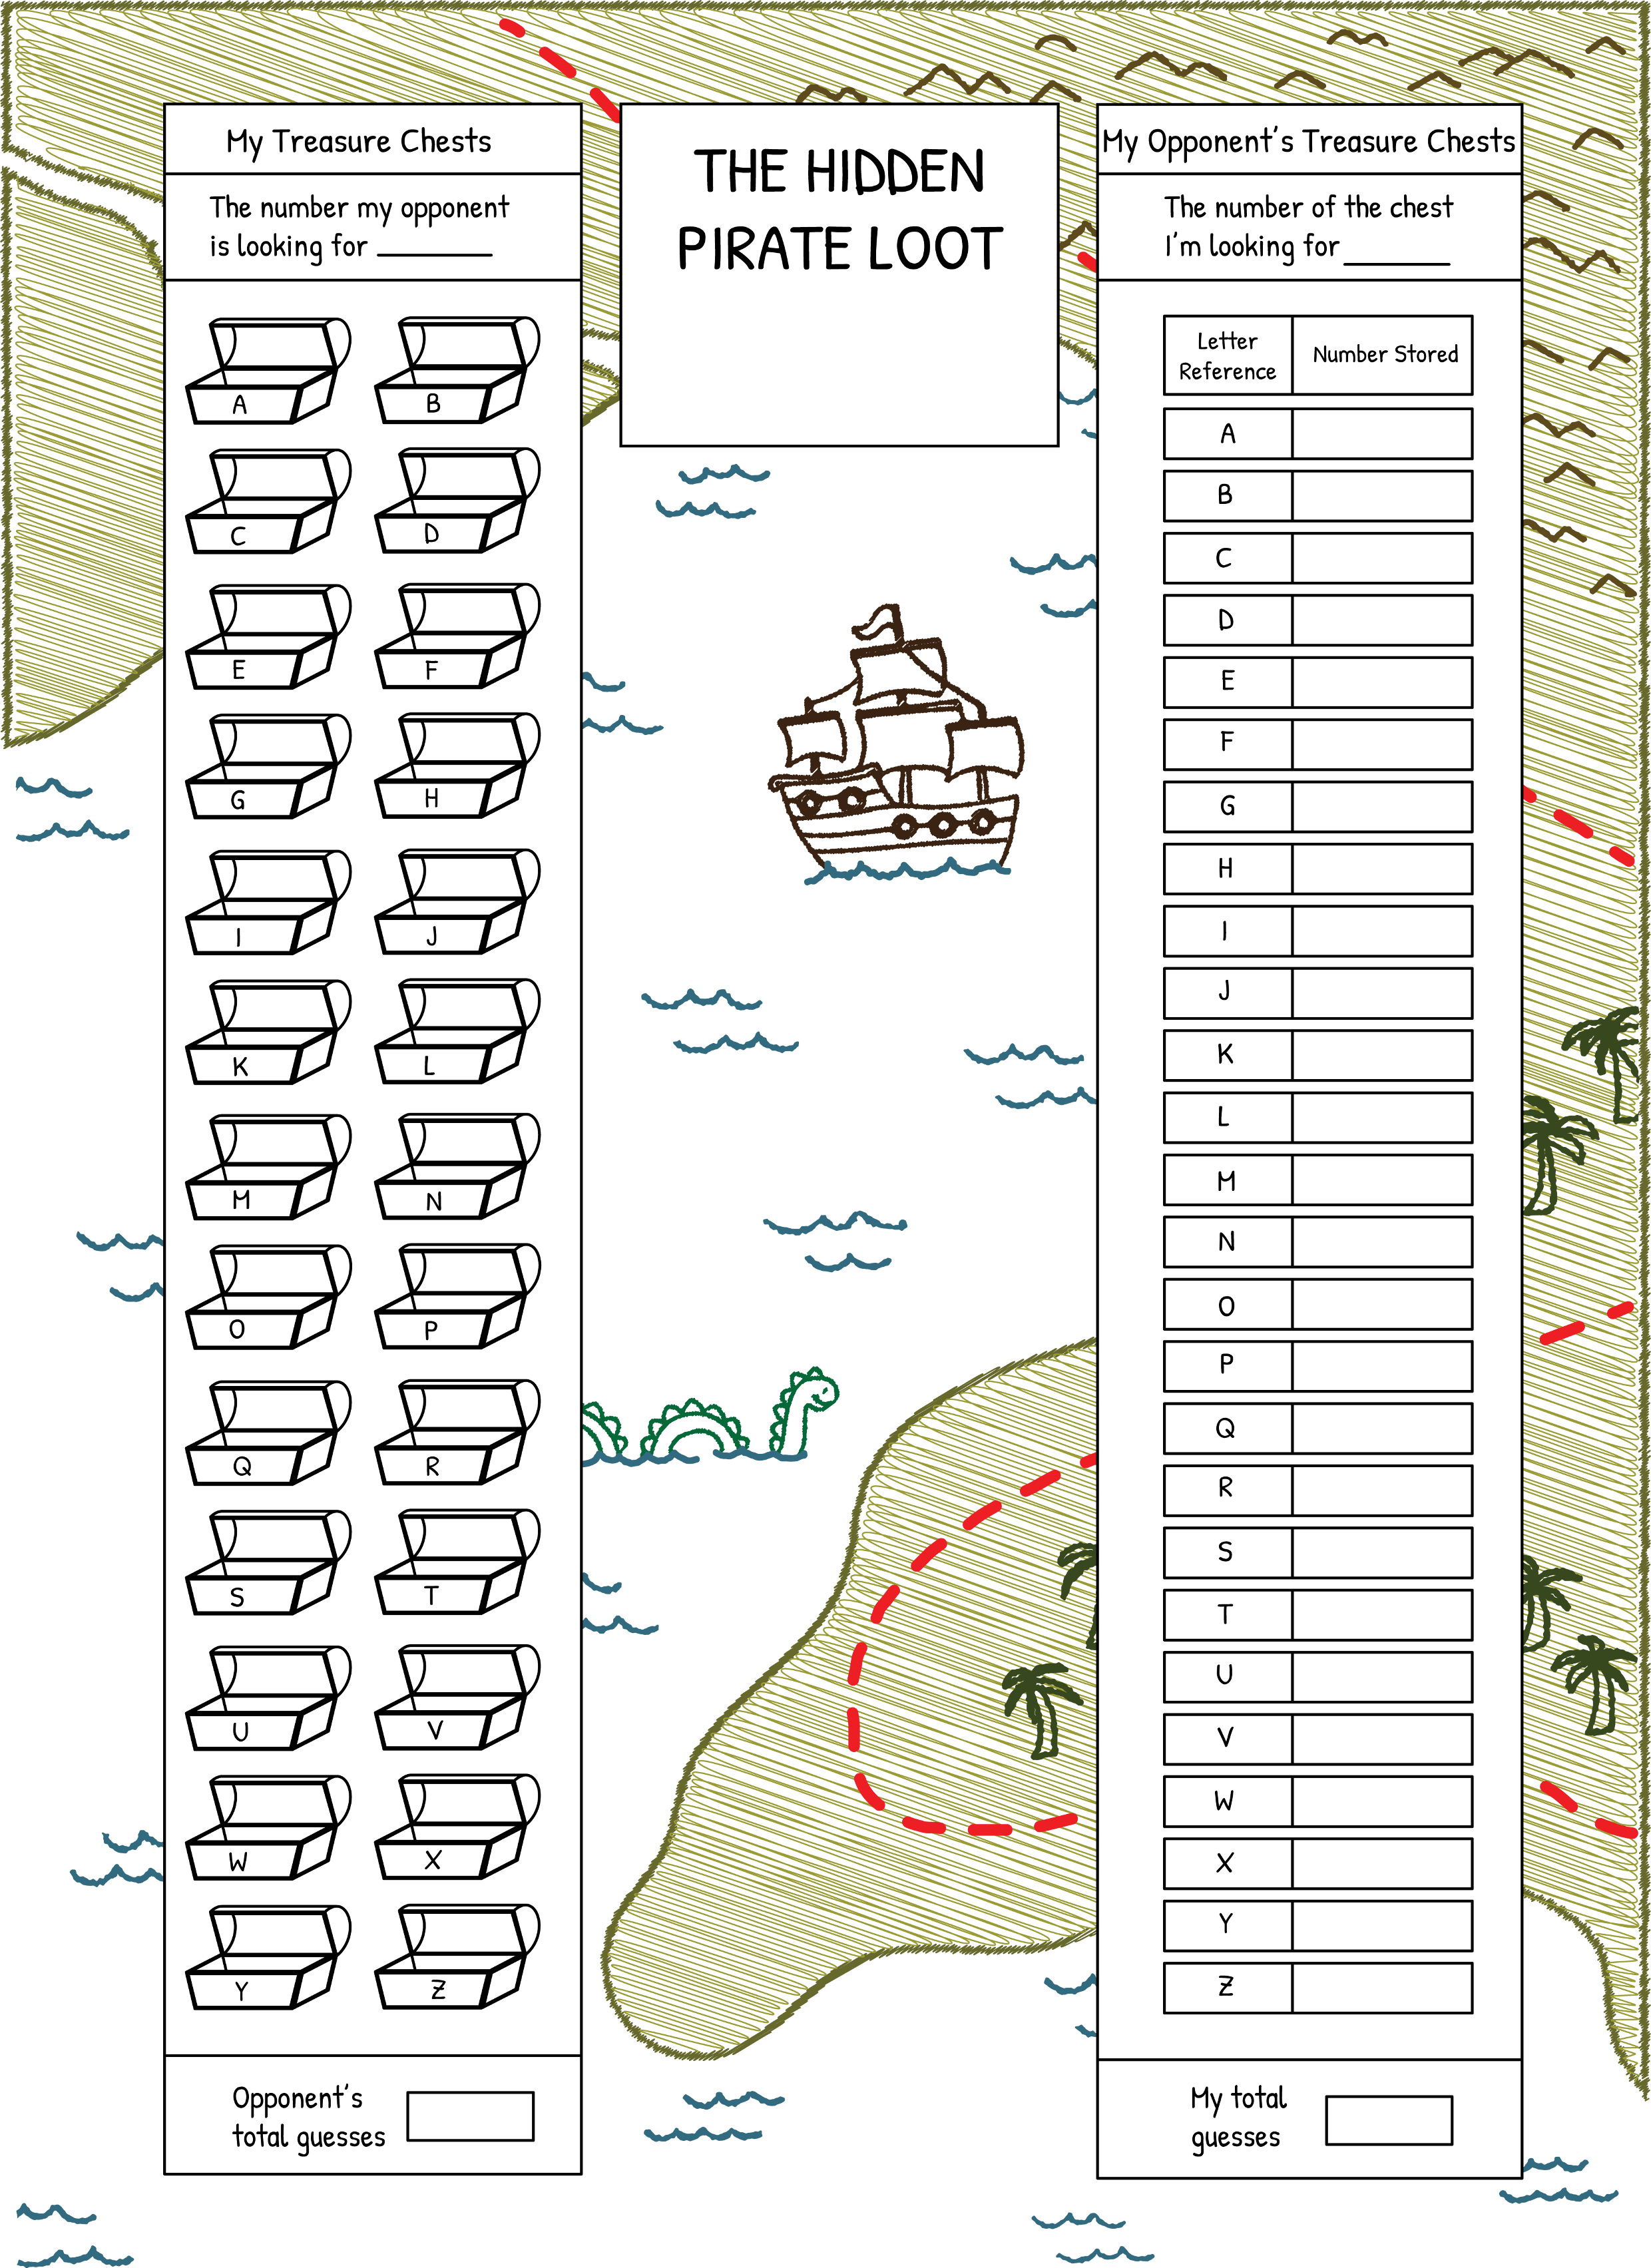 My Treasure Chests
The number my opponent
is looking for
A
B
C
D
E
F
G
H
I
J
K
L
M
N
O
P
Q
R
S
T
U
V
W
X
Y
Z
Opponent's
total guesses
THE HIDDEN
PIRATE LOOT
My Opponent's Treasure Chests
The number of the chest
I'm looking for
Letter
Reference
Number Stored
A
B
C
D
E
F
G
H
I
J
K
L
M
N
O
P
Q
R
S
T
U
V
W
X
Y
Z
My total
guesses